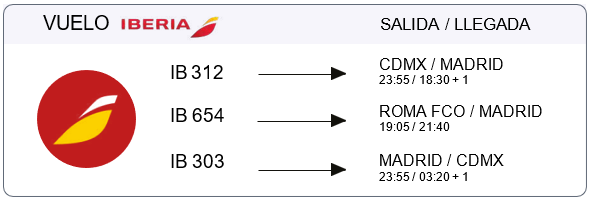 VUELO IBERIA SALIDA / LLEGADA
IB 312 CDMX / MADRID
23:55 / 18:30 + 1
IB 654 ROMA FCO / MADRID
19:05 / 21:40
IB 303 MADRID / CDMX
23:55 / 03:20 + 1